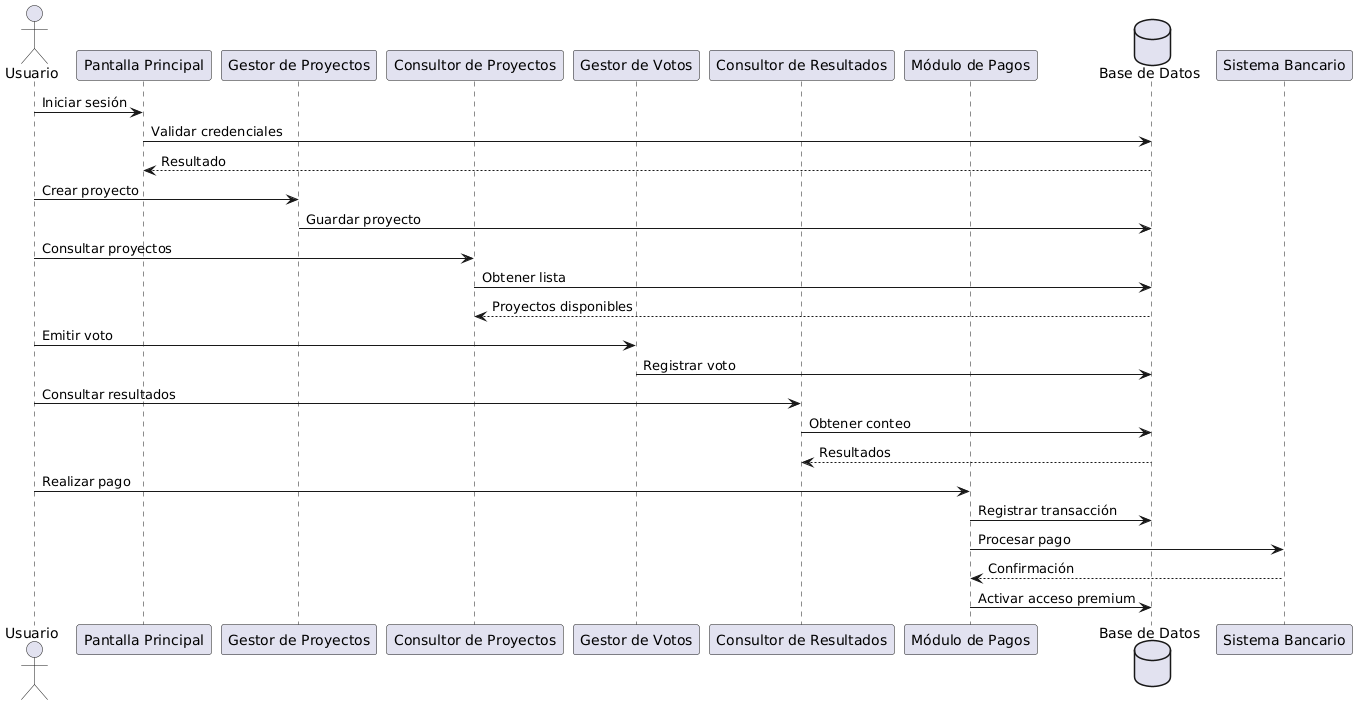 Usuario
Pantalla Principal
Gestor de Proyectos
Consultor de Proyectos
Gestor de Votos
Consultor de Resultados
Módulo de Pagos
Base de Datos
Sistema Bancario
Iniciar sesión
Validar credenciales
Resultado
Crear proyecto
Guardar proyecto
Consultar proyectos
Obtener lista
Proyectos disponibles
Emitir voto
Registrar voto
Consultar resultados
Obtener conteo
Resultados
Realizar pago
Registrar transacción
Procesar pago
Confirmación
Activar acceso premium
Usuario
Pantalla Principal
Gestor de Proyectos
Consultor de Proyectos
Gestor de Votos
Consultor de Resultados
Módulo de Pagos
Base de Datos
Sistema Bancario